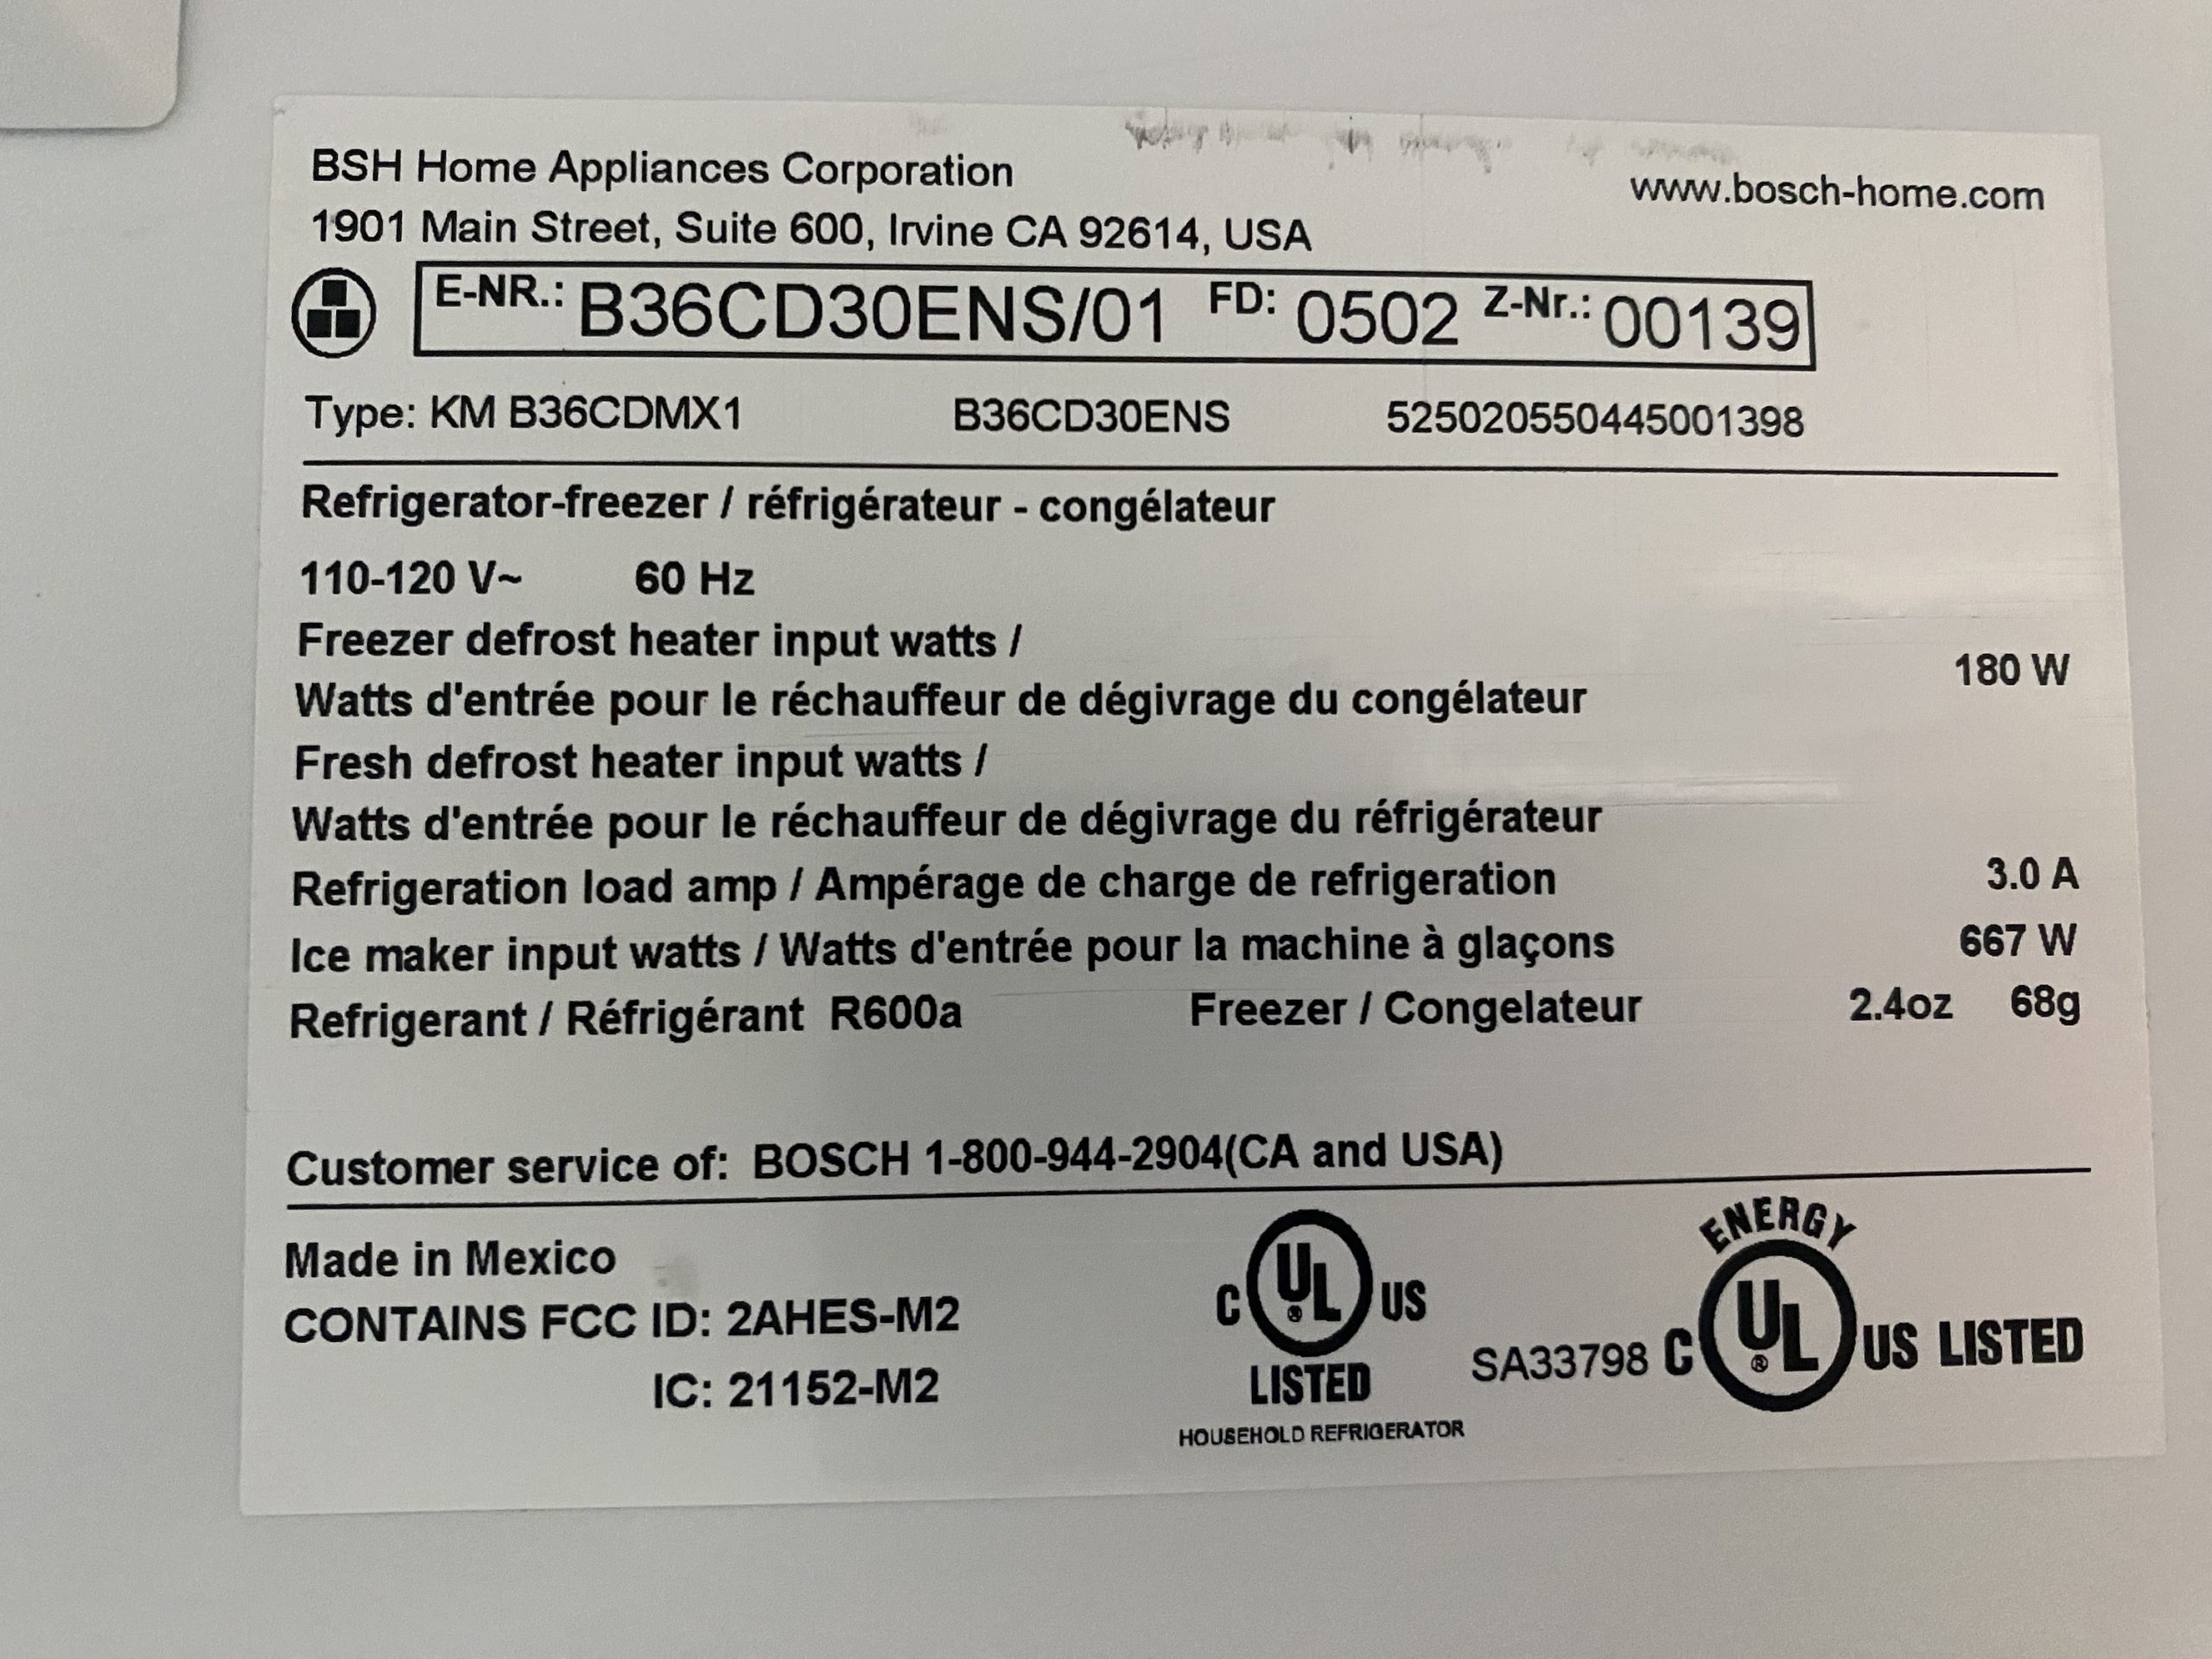 BSH Home Appliances Corporation
www.bosch-home.com
1901 Main Street, Suite 600, Irvine CA 92614, USA
E-NR.: B36CD30ENS/01 FD: 0502 Z-Nr.: 00139
Type: KM B36CDMX1 B36CD30ENS 525020550445001398
Refrigerator-freezer / réfrigérateur - congélateur
110-120 V~ 60 Hz
Freezer defrost heater input watts /
180 W
Watts d'entrée pour le réchauffeur de dégivrage du congélateur
Fresh defrost heater input watts /
Watts d'entrée pour le réchauffeur de dégivrage du réfrigérateur
Refrigeration load amp / Ampérage de charge de refrigeration 3.0 A
Ice maker input watts / Watts d'entrée pour la machine à glaçons 667 W
Refrigerant / Réfrigérant R600a Freezer / Congelateur 2.4oz 68g
Customer service of: BOSCH 1-800-944-2904(CA and USA)
Made in Mexico
CONTAINS FCC ID: 2AHES-M2
IC: 21152-M2
C UL® US
LISTED
HOUSEHOLD REFRIGERATOR
ENERGY
SA33798 C UL® US LISTED